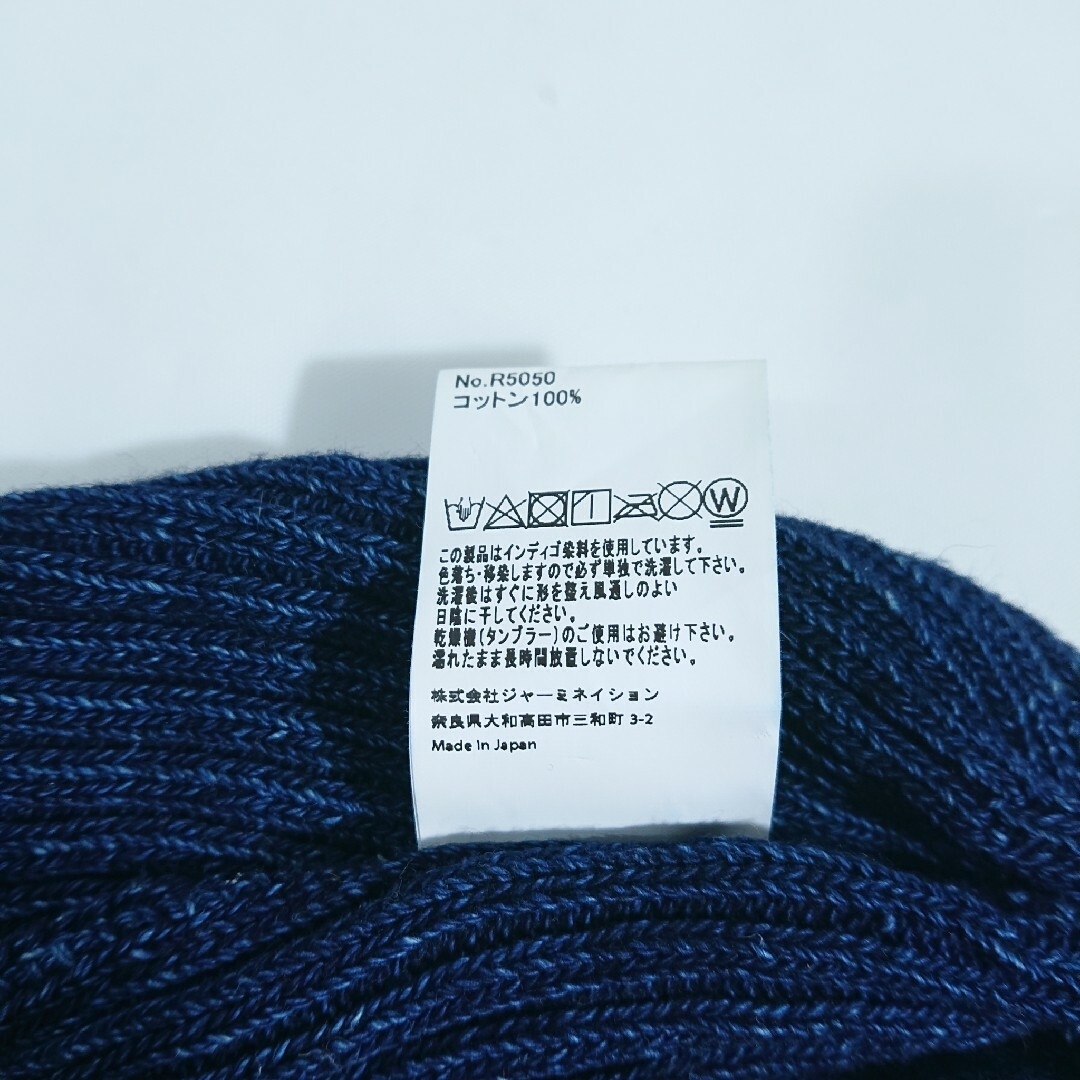 No.R5050
コットン100%
W
この製品はインディゴ染料を使用しています。
色落ち・移染しますので必ず単独で洗濯して下さい。
洗濯後はすぐに形を整え風通しのよい
日陰に干してください。
乾燥機(タンブラー)のご使用はお避け下さい。
濡れたまま長時間放置しないでください。
株式会社ジャーミネイション
奈良県大和高田市三和町 3-2
Made In Japan